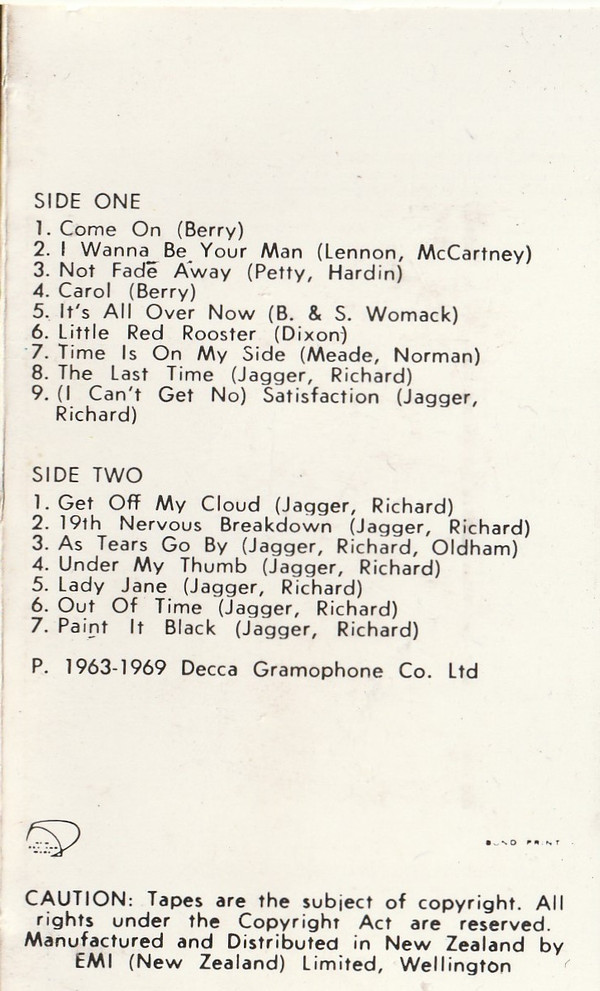 SIDE ONE
1. Come On (Berry)
2. I Wanna Be Your Man (Lennon, McCartney)
3. Not Fade Away (Petty, Hardin)
4. Carol (Berry)
5. It's All Over Now (B. & S. Womack)
6. Little Red Rooster (Dixon)
7. Time Is On My Side (Meade, Norman)
8. The Last Time (Jagger, Richard)
9. (I Can't Get No) Satisfaction (Jagger,
Richard)
SIDE TWO
1. Get Off My Cloud (Jagger, Richard)
2. 19th Nervous Breakdown (Jagger, Richard)
3. As Tears Go By (Jagger, Richard, Oldham)
4. Under My Thumb (Jagger, Richard)
5. Lady Jane (Jagger, Richard)
6. Out Of Time (Jagger, Richard)
7. Paint It Black (Jagger, Richard)
P. 1963-1969 Decca Gramophone Co. Ltd
PRINT
CAUTION: Tapes are the subject of copyright. All
rights under the Copyright Act are reserved.
Manufactured and Distributed in New Zealand by
EMI (New Zealand) Limited, Wellington